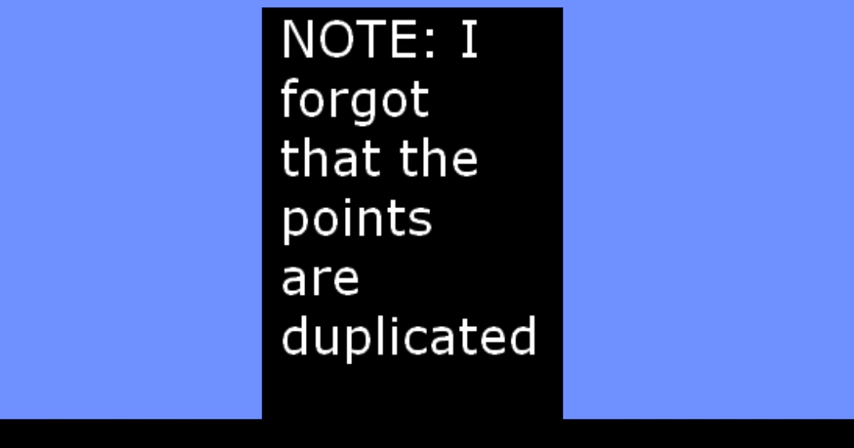 NOTE: I
forgot
that the
points
are
duplicated